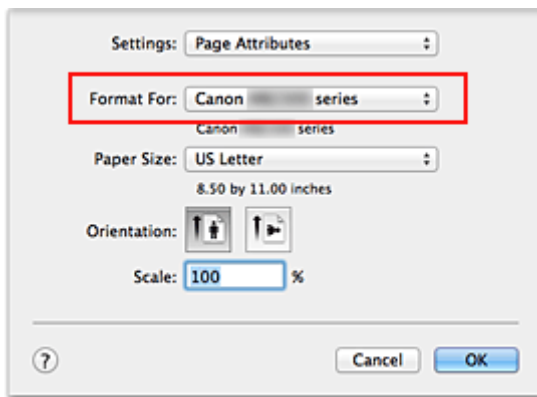 Settings: Page Attributes
Format For: Canon series
Canon series
Paper Size: US Letter
8.50 by 11.00 inches
Orientation:
Scale: 100 %
? Cancel OK